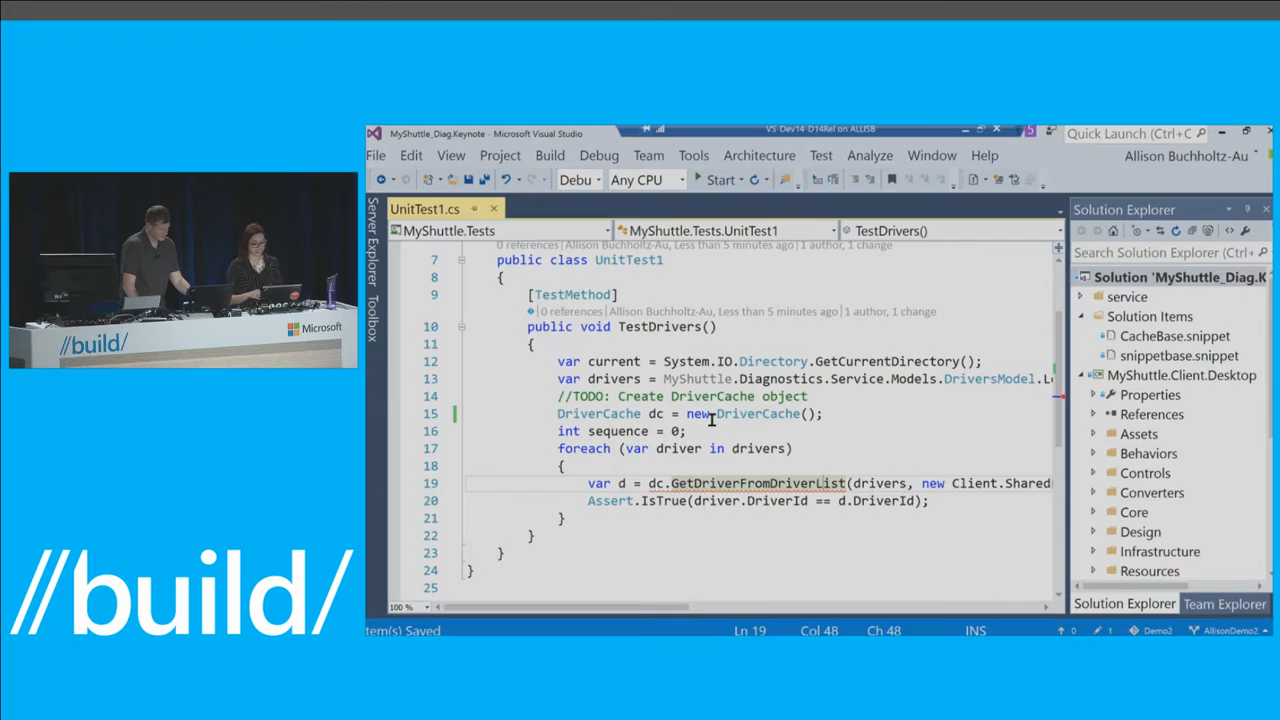 MyShuttle_Diag.Keynote - Microsoft Visual Studio
VS-Dev14-D14Rel on ALLISB
5
Quick Launch (Ctrl+C
File Edit View Project Build Debug Team Tools Architecture Test Analyze Window Help
Allison Buchholtz-Au
Debu Any CPU Start
Server Explorer
Toolbox
UnitTest1.cs
MyShuttle.Tests MyShuttle.Tests.UnitTest1 TestDrivers()
0 references | Allison Buchholtz-Au, Less than 5 minutes ago | 1 author, 1 change
7 public class UnitTest1
8 {
9 [TestMethod]
0 references | Allison Buchholtz-Au, Less than 5 minutes ago | 1 author, 1 change
10 public void TestDrivers()
11 {
12 var current = System.IO.Directory.GetCurrentDirectory();
13 var drivers = MyShuttle.Diagnostics.Service.Models.DriversModel.L
14 //TODO: Create DriverCache object
15 DriverCache dc = new DriverCache();
16 int sequence = 0;
17 foreach (var driver in drivers)
18 {
19 var d = dc.GetDriverFromDriverList(drivers, new Client.Shared
20 Assert.IsTrue(driver.DriverId == d.DriverId);
21 }
22 }
23 }
24 }
25
100 %
Solution Explorer
Search Solution Explorer (Ctrl+
Solution 'MyShuttle_Diag.K
service
Solution Items
CacheBase.snippet
snippetbase.snippet
MyShuttle.Client.Desktop
Properties
References
Assets
Behaviors
Controls
Converters
Core
Design
Infrastructure
Resources
Solution Explorer Team Explorer
tem(s) Saved Ln 19 Col 48 Ch 48 INS 0 1 Demo2 AllisonDemo2
//build/
Microsoft
//build/